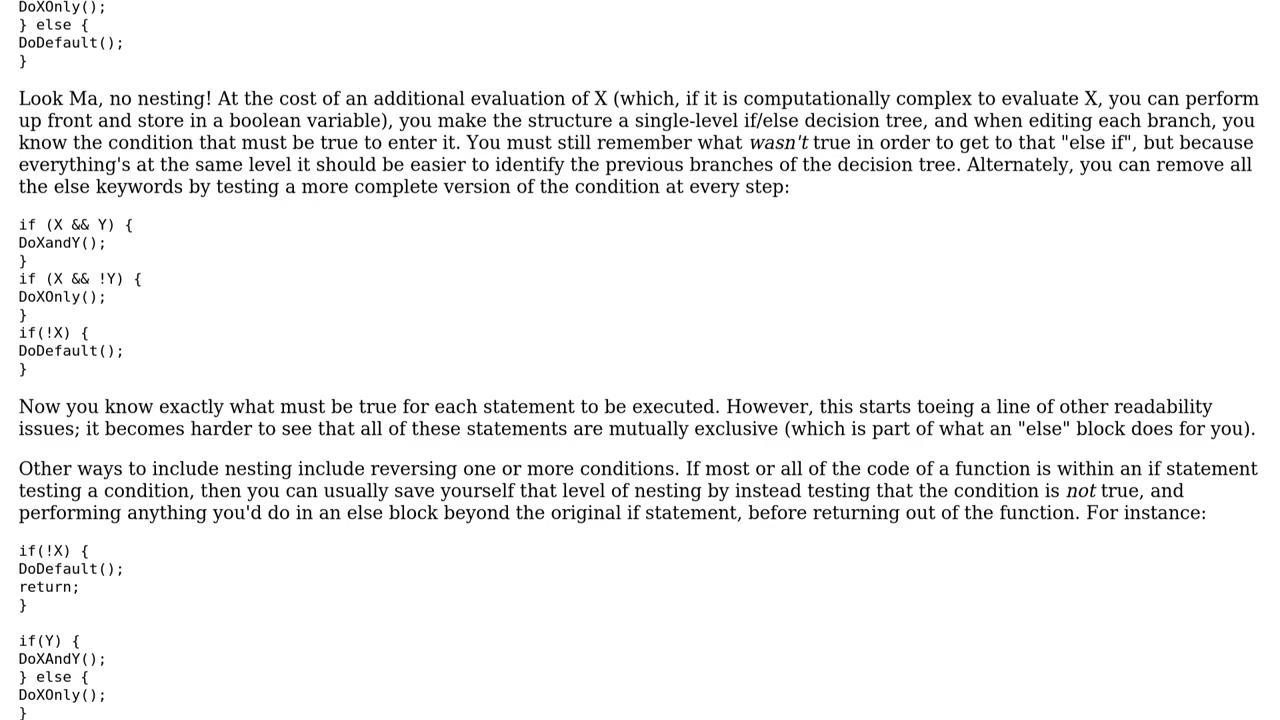 DoXOnly();
} else {
DoDefault();
}
Look Ma, no nesting! At the cost of an additional evaluation of X (which, if it is computationally complex to evaluate X, you can perform
up front and store in a boolean variable), you make the structure a single-level if/else decision tree, and when editing each branch, you
know the condition that must be true to enter it. You must still remember what wasn't true in order to get to that "else if", but because
everything's at the same level it should be easier to identify the previous branches of the decision tree. Alternately, you can remove all
the else keywords by testing a more complete version of the condition at every step:
if (X && Y) {
DoXandY();
}
if (X && !Y) {
DoXOnly();
}
if(!X) {
DoDefault();
}
Now you know exactly what must be true for each statement to be executed. However, this starts toeing a line of other readability
issues; it becomes harder to see that all of these statements are mutually exclusive (which is part of what an "else" block does for you).
Other ways to include nesting include reversing one or more conditions. If most or all of the code of a function is within an if statement
testing a condition, then you can usually save yourself that level of nesting by instead testing that the condition is not true, and
performing anything you'd do in an else block beyond the original if statement, before returning out of the function. For instance:
if(!X) {
DoDefault();
return;
}
if(Y) {
DoXAndY();
} else {
DoXOnly();
}